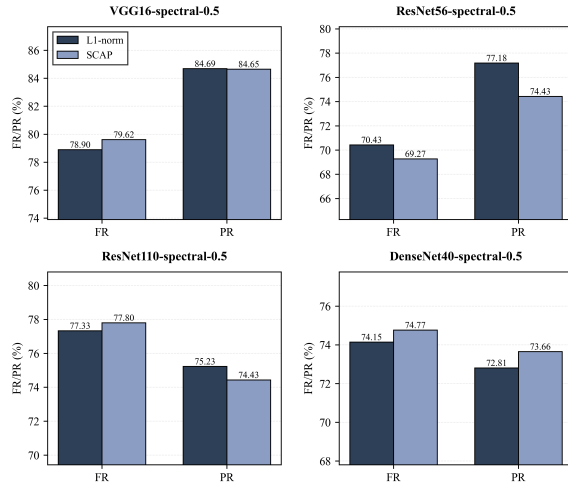 VGG16-spectral-0.5
L1-norm
SCAP
FR/PR (%)
86
84
82
80
78
76
74
78.90
79.62
84.69
84.65
FR
PR
ResNet56-spectral-0.5
FR/PR (%)
80
78
76
74
72
70
68
66
70.43
69.27
77.18
74.43
FR
PR
ResNet110-spectral-0.5
FR/PR (%)
80
78
76
74
72
70
77.33
77.80
75.23
74.43
FR
PR
DenseNet40-spectral-0.5
FR/PR (%)
76
74
72
70
68
74.15
74.77
72.81
73.66
FR
PR